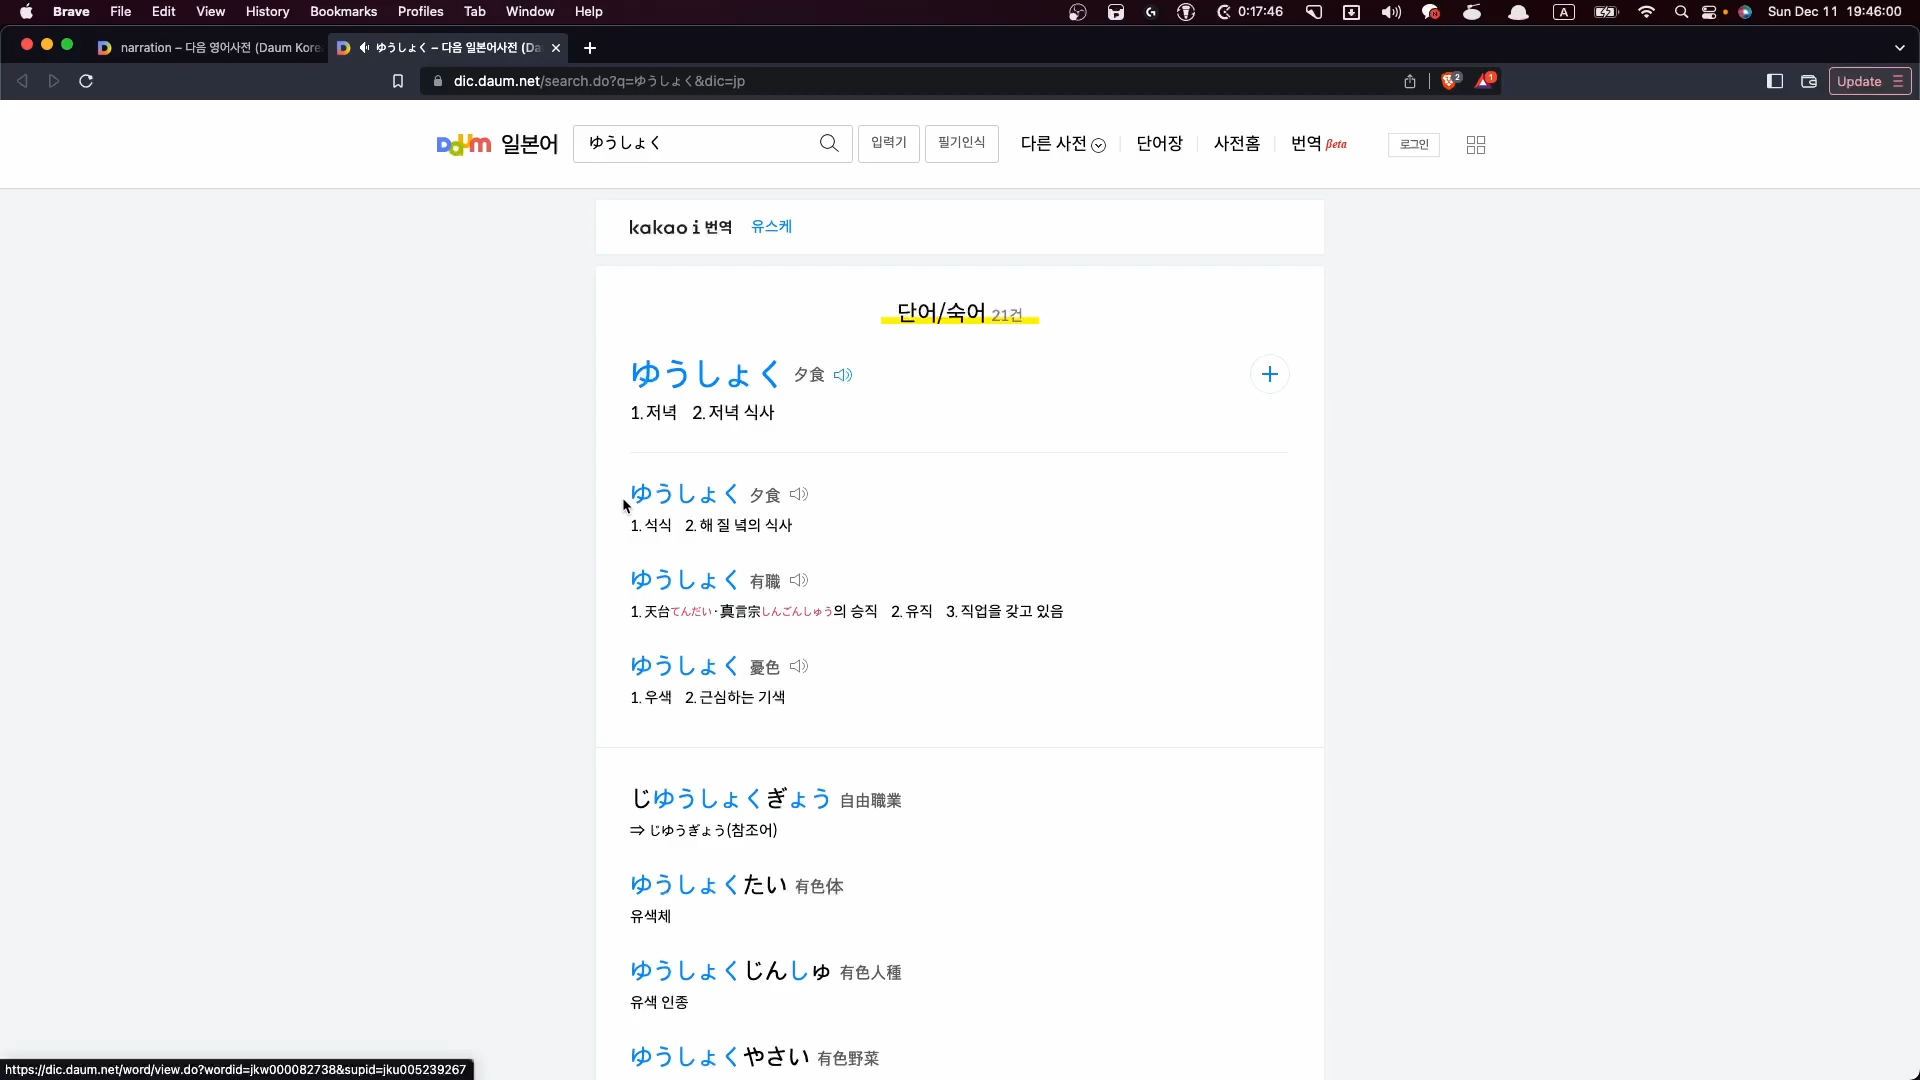 Brave File Edit View History Bookmarks Profiles Tab Window Help 0:17:46 A Sun Dec 11 19:46:00
narration – 다음 영어사전 (Daum Kore ゆうしょく – 다음 일본어사전 (Da
dic.daum.net/search.do?q=ゆうしょく&dic=jp 2 1 Update
Daum 일본어 ゆうしょく 입력기 필기인식 다른 사전 단어장 사전홈 번역 βeta 로그인
kakao i 번역 유스케
단어/숙어 21건
ゆうしょく 夕食
1. 저녁 2. 저녁 식사
ゆうしょく 夕食
1. 석식 2. 해 질 녘의 식사
ゆうしょく 有職
1. 天台てんだい·真言宗しんごんしゅう의 승직 2. 유직 3. 직업을 갖고 있음
ゆうしょく 憂色
1. 우색 2. 근심하는 기색
じゆうしょくぎょう 自由職業
⇒ じゆうぎょう(참조어)
ゆうしょくたい 有色体
유색체
ゆうしょくじんしゅ 有色人種
유색 인종
ゆうしょくやさい 有色野菜
https://dic.daum.net/word/view.do?wordid=jkw000082738&supid=jku005239267